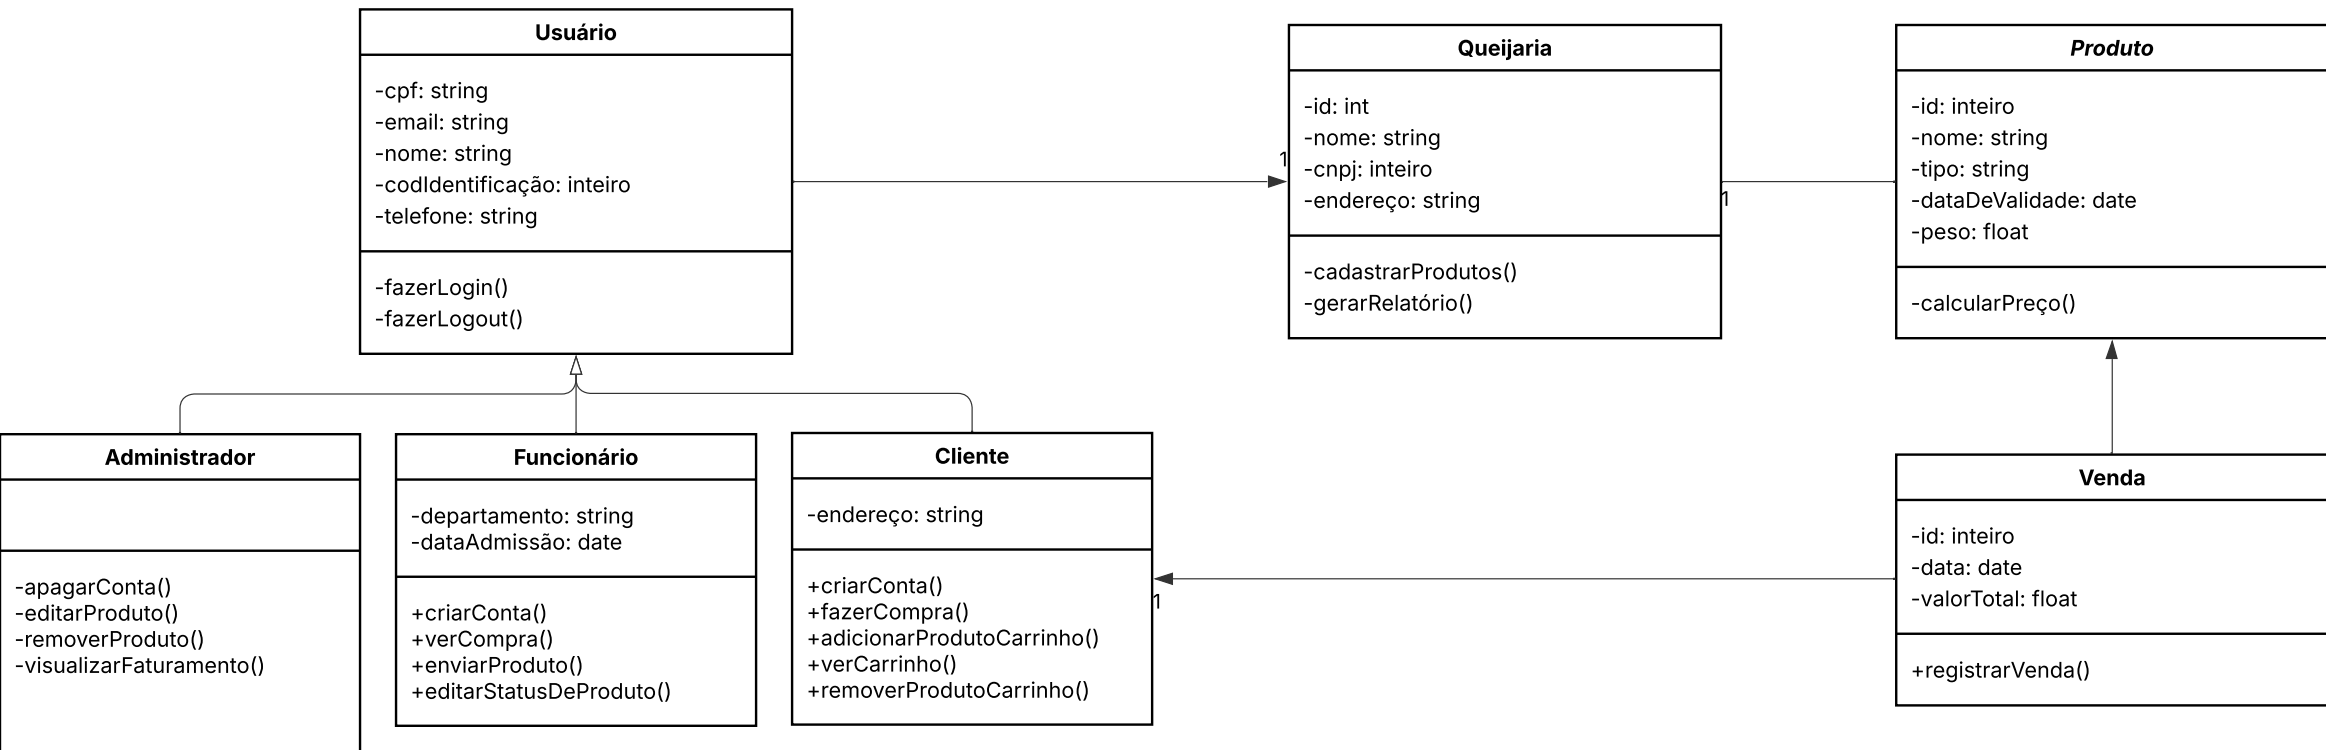 Usuário
-cpf: string
-email: string
-nome: string
-codIdentificação: inteiro
-telefone: string
-fazerLogin()
-fazerLogout()
1
Queijaria
-id: int
-nome: string
-cnpj: inteiro
-endereço: string
-cadastrarProdutos()
-gerarRelatório()
1
Produto
-id: inteiro
-nome: string
-tipo: string
-dataDeValidade: date
-peso: float
-calcularPreço()
Administrador
-apagarConta()
-editarProduto()
-removerProduto()
-visualizarFaturamento()
Funcionário
-departamento: string
-dataAdmissão: date
+criarConta()
+verCompra()
+enviarProduto()
+editarStatusDeProduto()
Cliente
-endereço: string
+criarConta()
+fazerCompra()
+adicionarProdutoCarrinho()
+verCarrinho()
+removerProdutoCarrinho()
1
Venda
-id: inteiro
-data: date
-valorTotal: float
+registrarVenda()